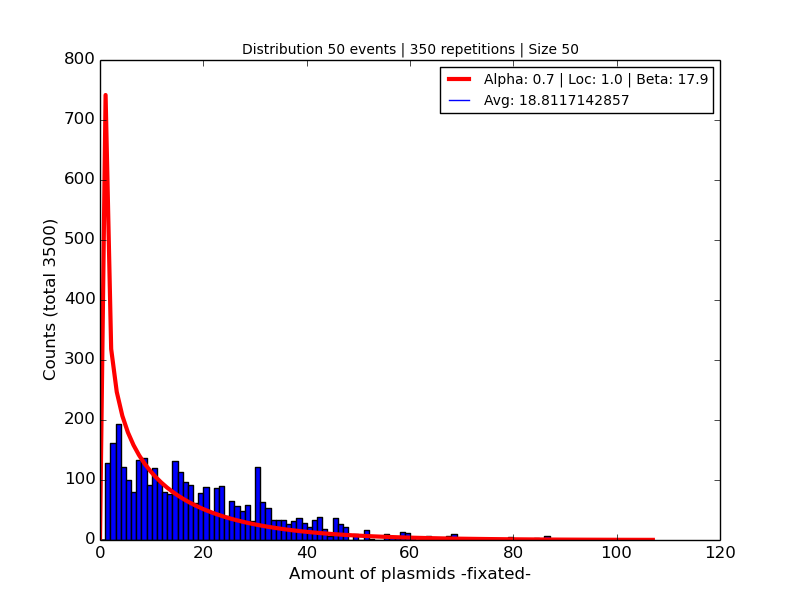 Distribution 50 events | 350 repetitions | Size 50
Alpha: 0.7 | Loc: 1.0 | Beta: 17.9
Avg: 18.8117142857
Counts (total 3500)
800
700
600
500
400
300
200
100
0
0 20 40 60 80 100 120
Amount of plasmids -fixated-